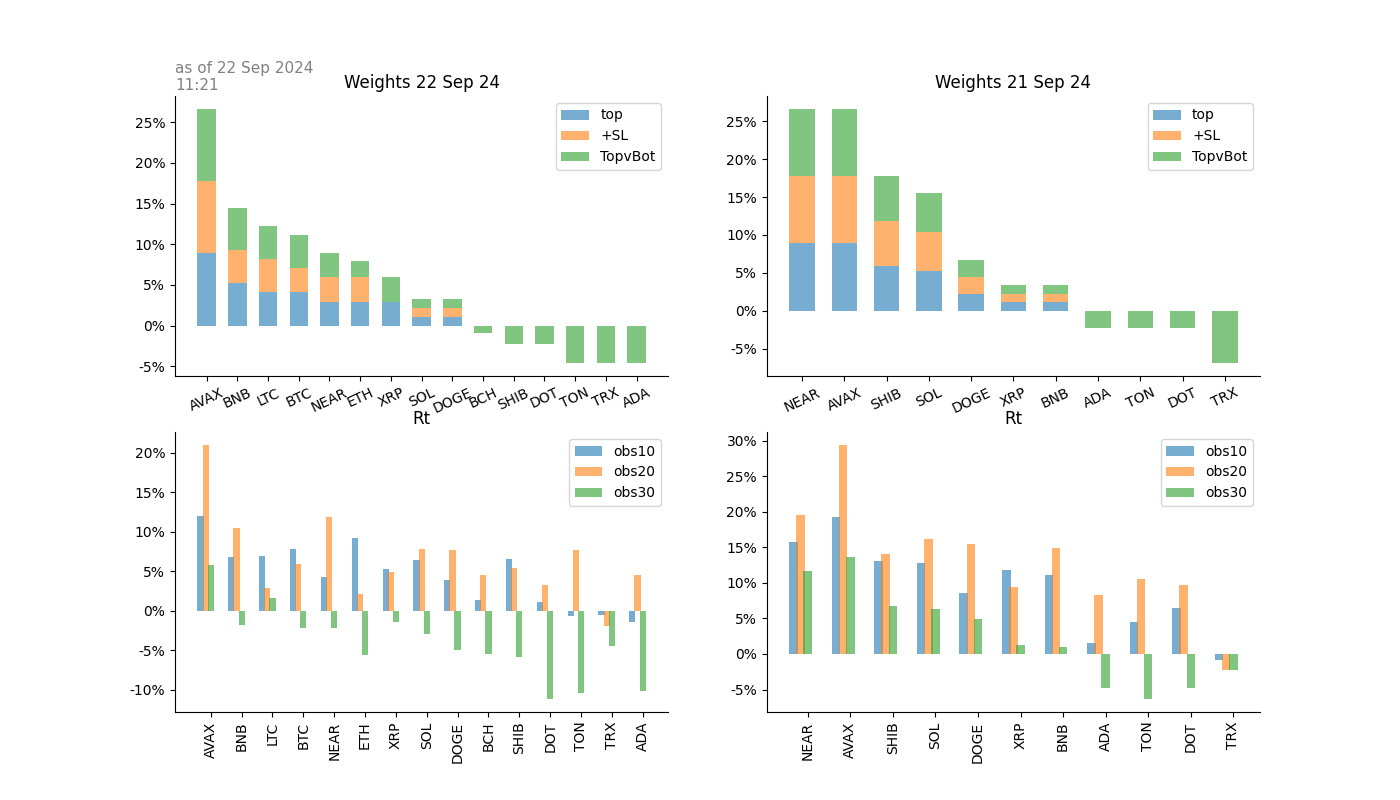 as of 22 Sep 2024
11:21
Weights 22 Sep 24
25%
20%
15%
10%
5%
0%
-5%
top
+SL
TopvBot
AVAX BNB LTC BTC NEAR ETH XRP SOL DOGE BCH SHIB DOT TON TRX ADA
Weights 21 Sep 24
25%
20%
15%
10%
5%
0%
-5%
top
+SL
TopvBot
NEAR AVAX SHIB SOL DOGE XRP BNB ADA TON DOT TRX
Rt
20%
15%
10%
5%
0%
-5%
-10%
obs10
obs20
obs30
AVAX BNB LTC BTC NEAR ETH XRP SOL DOGE BCH SHIB DOT TON TRX ADA
Rt
30%
25%
20%
15%
10%
5%
0%
-5%
obs10
obs20
obs30
NEAR AVAX SHIB SOL DOGE XRP BNB ADA TON DOT TRX